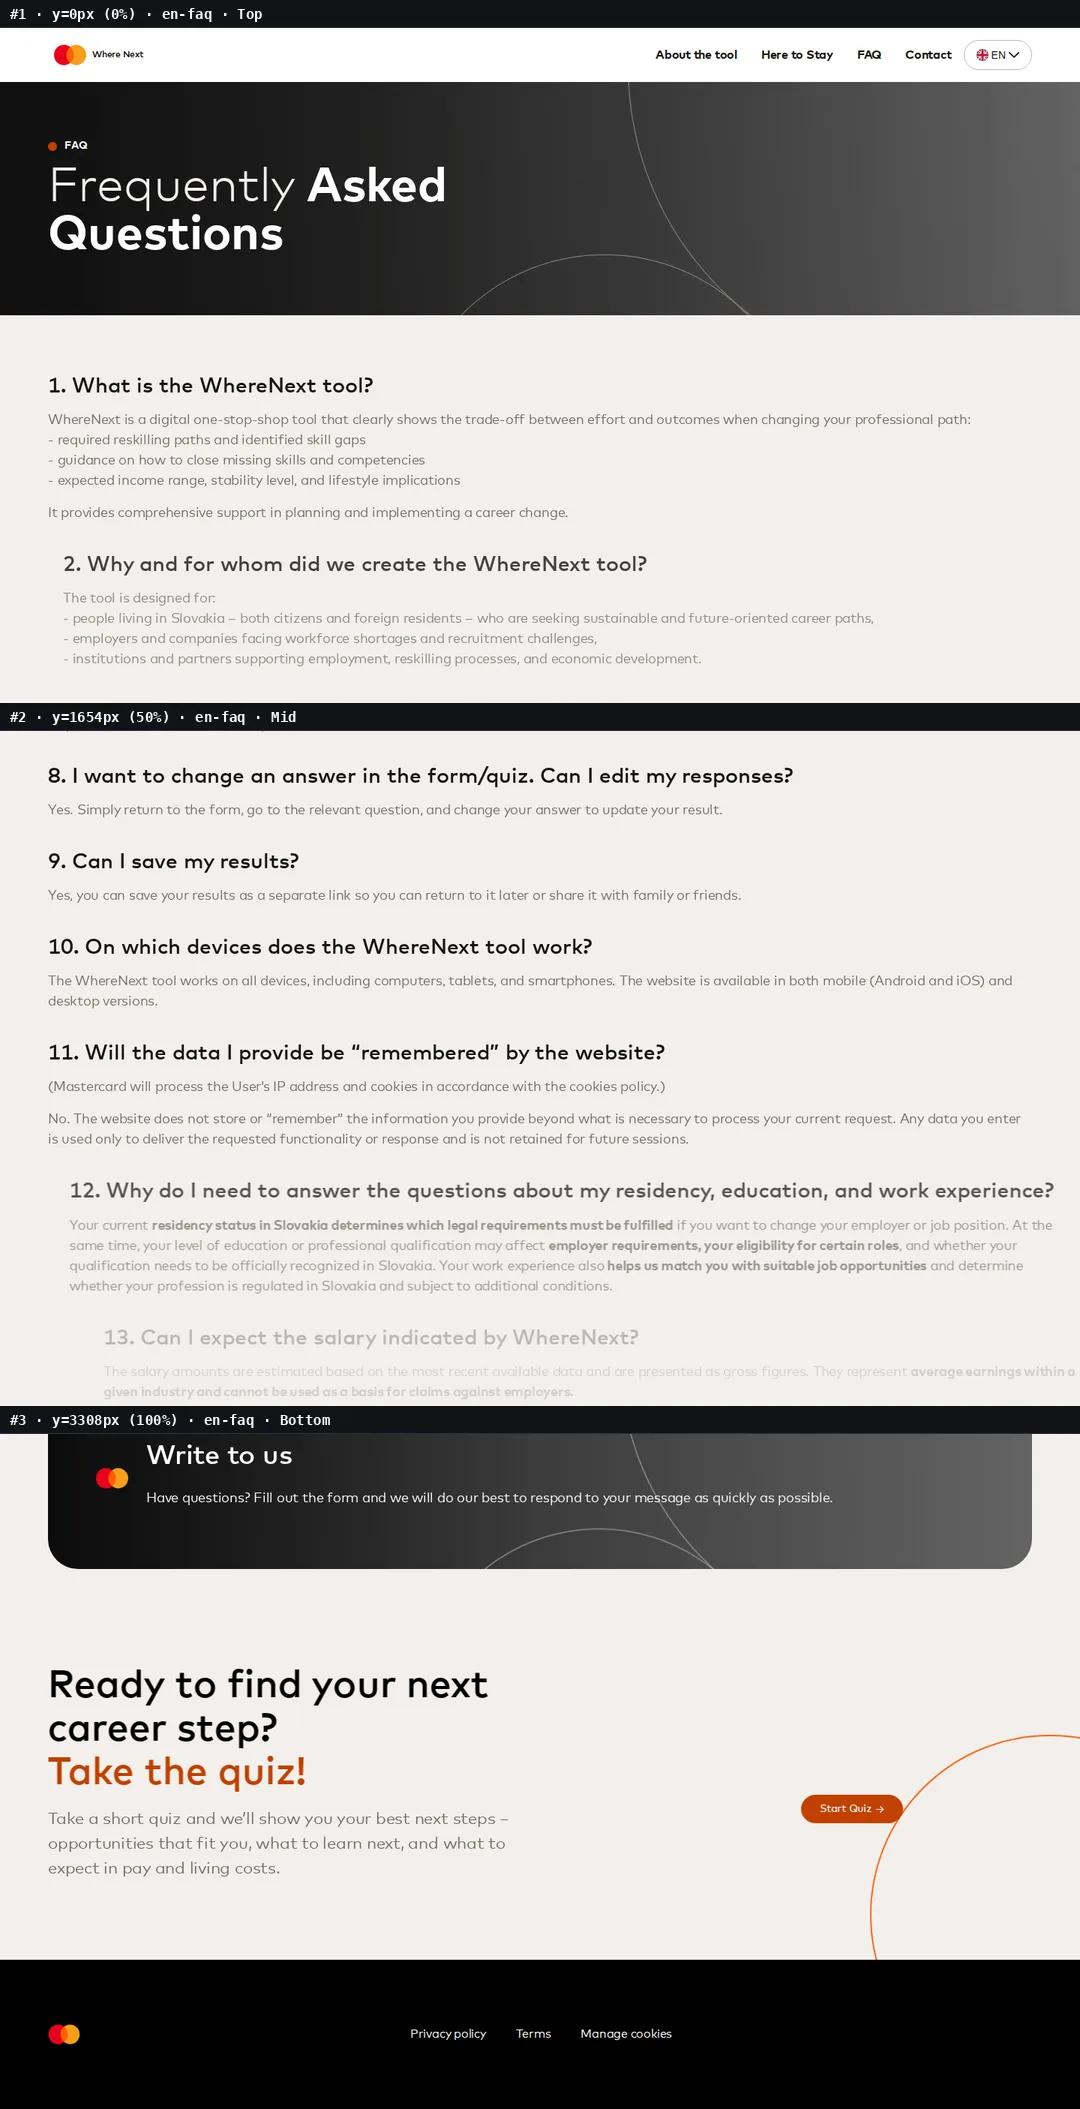 #1 · y=0px (0%) · en-faq · Top
Where Next
About the tool
Here to Stay
FAQ
Contact
EN
FAQ
Frequently Asked
Questions
1. What is the WhereNext tool?
WhereNext is a digital one-stop-shop tool that clearly shows the trade-off between effort and outcomes when changing your professional path:
- required reskilling paths and identified skill gaps
- guidance on how to close missing skills and competencies
- expected income range, stability level, and lifestyle implications
It provides comprehensive support in planning and implementing a career change.
2. Why and for whom did we create the WhereNext tool?
The tool is designed for:
- people living in Slovakia – both citizens and foreign residents – who are seeking sustainable and future-oriented career paths,
- employers and companies facing workforce shortages and recruitment challenges,
- institutions and partners supporting employment, reskilling processes, and economic development.
#2 · y=1654px (50%) · en-faq · Mid
8. I want to change an answer in the form/quiz. Can I edit my responses?
Yes. Simply return to the form, go to the relevant question, and change your answer to update your result.
9. Can I save my results?
Yes, you can save your results as a separate link so you can return to it later or share it with family or friends.
10. On which devices does the WhereNext tool work?
The WhereNext tool works on all devices, including computers, tablets, and smartphones. The website is available in both mobile (Android and iOS) and
desktop versions.
11. Will the data I provide be “remembered” by the website?
(Mastercard will process the User’s IP address and cookies in accordance with the cookies policy.)
No. The website does not store or “remember” the information you provide beyond what is necessary to process your current request. Any data you enter
is used only to deliver the requested functionality or response and is not retained for future sessions.
12. Why do I need to answer the questions about my residency, education, and work experience?
Your current residency status in Slovakia determines which legal requirements must be fulfilled if you want to change your employer or job position. At the
same time, your level of education or professional qualification may affect employer requirements, your eligibility for certain roles, and whether your
qualification needs to be officially recognized in Slovakia. Your work experience also helps us match you with suitable job opportunities and determine
whether your profession is regulated in Slovakia and subject to additional conditions.
13. Can I expect the salary indicated by WhereNext?
The salary amounts are estimated based on the most recent available data and are presented as gross figures. They represent average earnings within a
given industry and cannot be used as a basis for claims against employers.
#3 · y=3308px (100%) · en-faq · Bottom
Write to us
Have questions? Fill out the form and we will do our best to respond to your message as quickly as possible.
Ready to find your next
career step?
Take the quiz!
Take a short quiz and we’ll show you your best next steps –
opportunities that fit you, what to learn next, and what to
expect in pay and living costs.
Start Quiz →
Privacy policy
Terms
Manage cookies